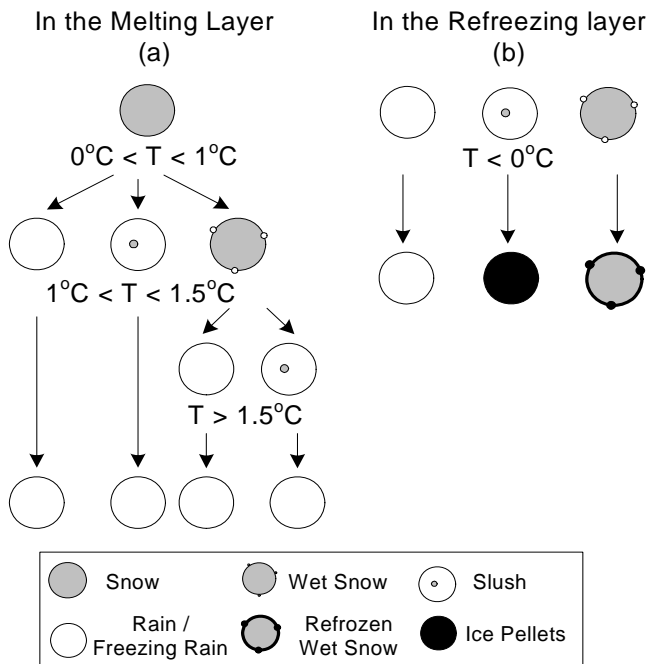 In the Melting Layer
(a)
In the Refreezing layer
(b)
0°C < T < 1°C
T < 0°C
1°C < T < 1.5°C
T > 1.5°C
Snow
Wet Snow
Slush
Rain /
Freezing Rain
Refrozen
Wet Snow
Ice Pellets